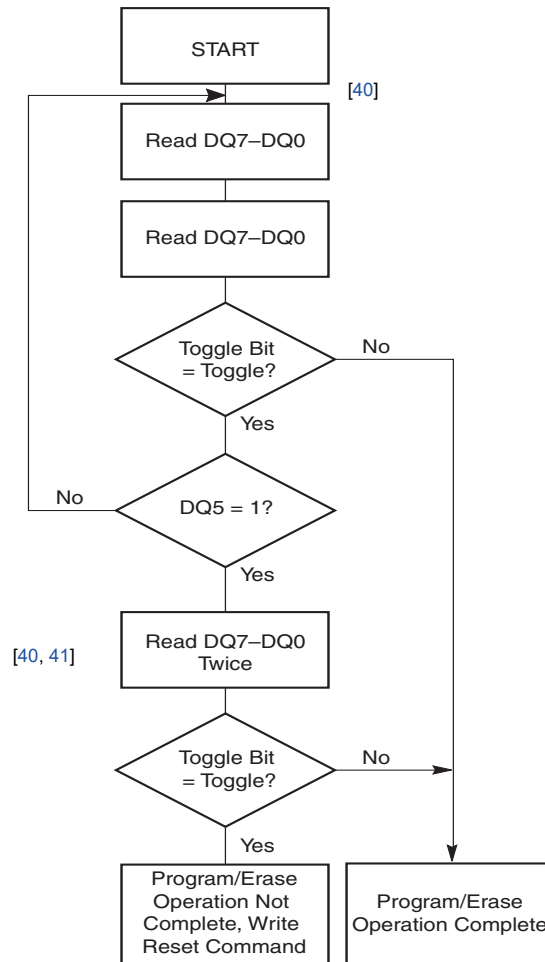 START
[40]
Read DQ7–DQ0
Read DQ7–DQ0
Toggle Bit
= Toggle?
No
Yes
No
DQ5 = 1?
Yes
[40, 41]
Read DQ7–DQ0
Twice
Toggle Bit
= Toggle?
No
Yes
Program/Erase
Operation Not
Complete, Write
Reset Command
Program/Erase
Operation Complete